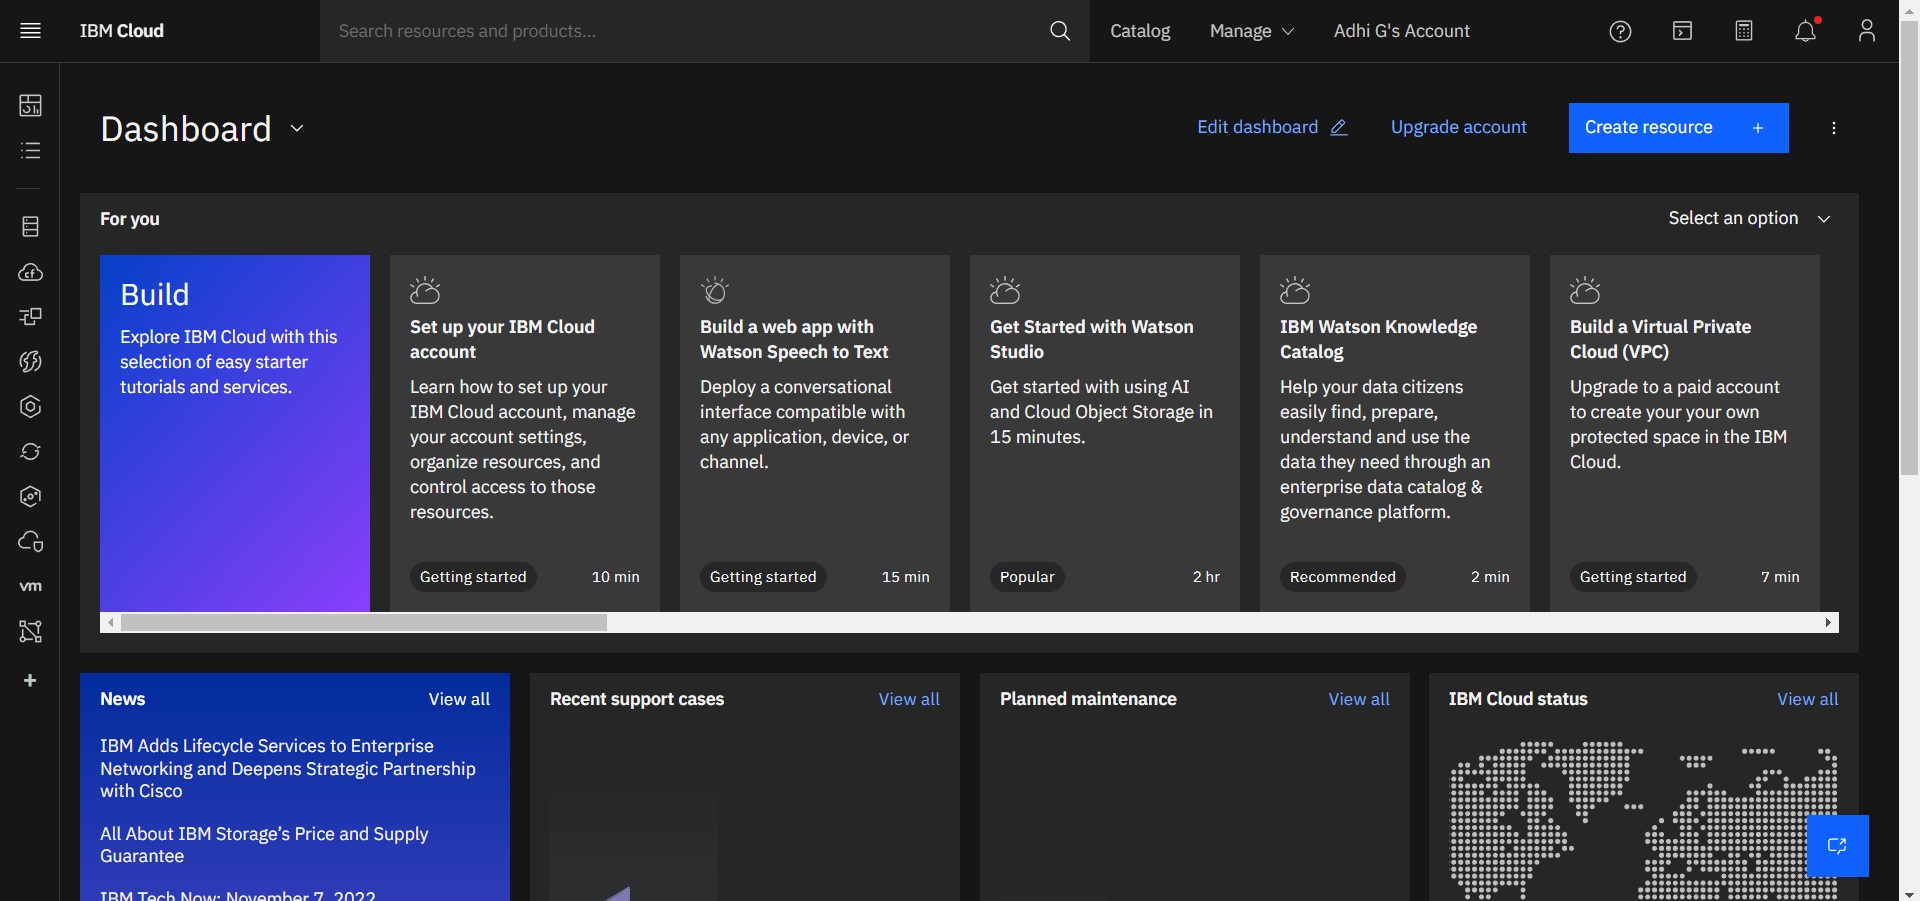 IBM Cloud
Search resources and products...
Catalog
Manage
Adhi G's Account
Dashboard
Edit dashboard
Upgrade account
Create resource +
For you
Select an option
Build
Explore IBM Cloud with this
selection of easy starter
tutorials and services.
Set up your IBM Cloud
account
Learn how to set up your
IBM Cloud account, manage
your account settings,
organize resources, and
control access to those
resources.
Getting started
10 min
Build a web app with
Watson Speech to Text
Deploy a conversational
interface compatible with
any application, device, or
channel.
Getting started
15 min
Get Started with Watson
Studio
Get started with using AI
and Cloud Object Storage in
15 minutes.
Popular
2 hr
IBM Watson Knowledge
Catalog
Help your data citizens
easily find, prepare,
understand and use the
data they need through an
enterprise data catalog &
governance platform.
Recommended
2 min
Build a Virtual Private
Cloud (VPC)
Upgrade to a paid account
to create your your own
protected space in the IBM
Cloud.
Getting started
7 min
cf
vm
News
View all
IBM Adds Lifecycle Services to Enterprise
Networking and Deepens Strategic Partnership
with Cisco
All About IBM Storage's Price and Supply
Guarantee
IBM Tech Now: November 7, 2022
Recent support cases
View all
Planned maintenance
View all
IBM Cloud status
View all